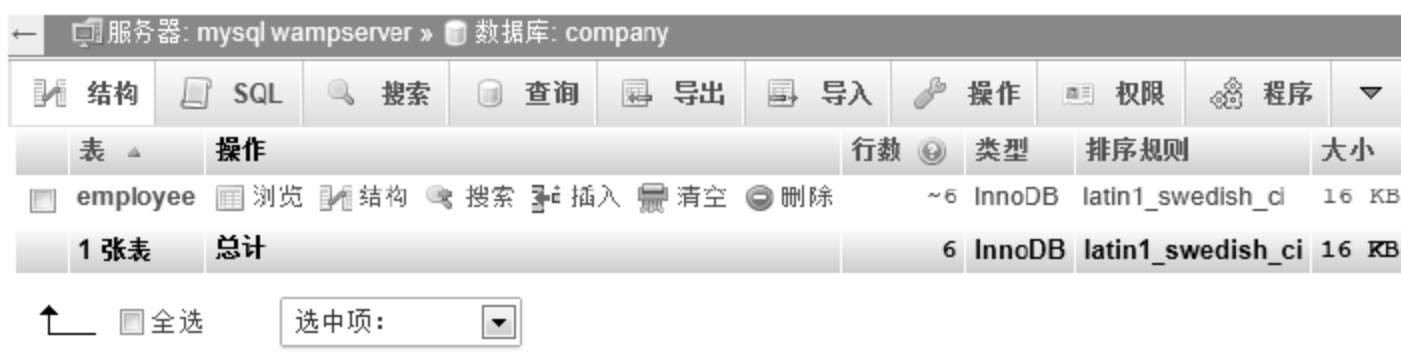 服务器: mysql wampserver » 数据库: company
结构 SQL 搜索 查询 导出 导入 操作 权限 程序
表 操作 行数 类型 排序规则 大小
employee 浏览 结构 搜索 插入 清空 删除 ~6 InnoDB latin1_swedish_ci 16 KB
1 张表 总计 6 InnoDB latin1_swedish_ci 16 KB
全选 选中项: